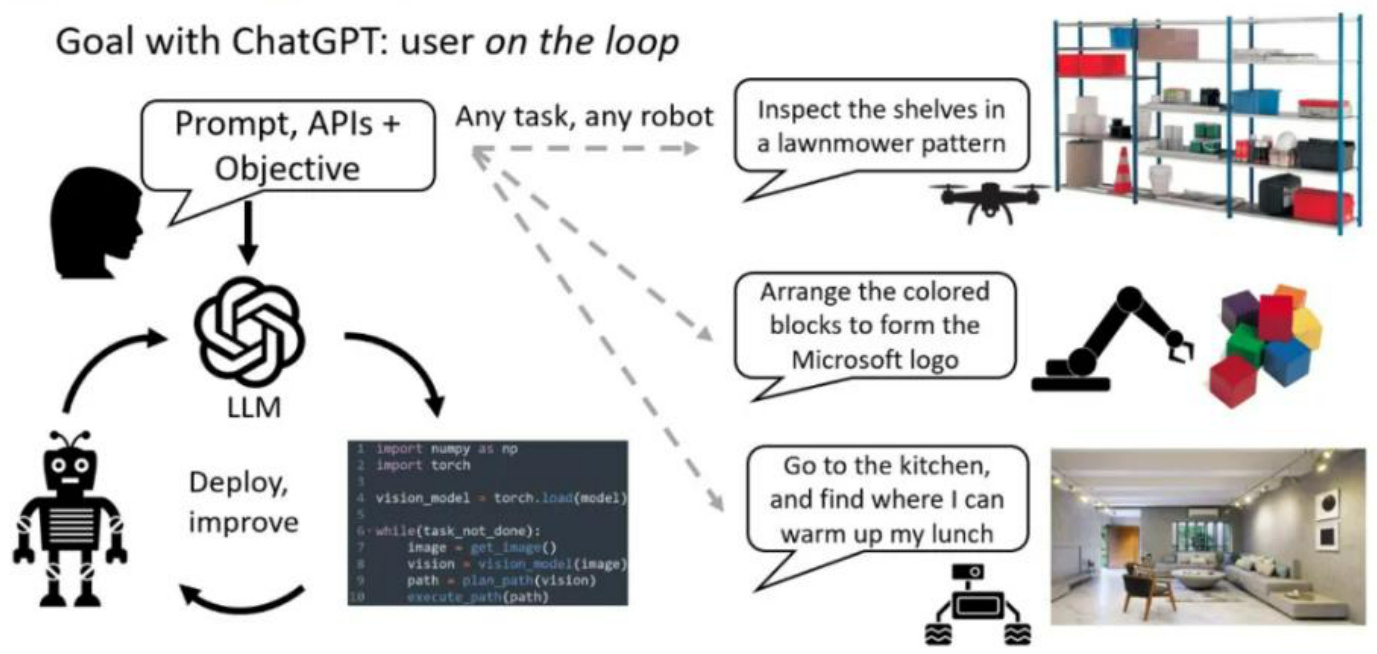 Goal with ChatGPT: user on the loop
Prompt, APIs +
Objective
Any task, any robot
Inspect the shelves in
a lawnmower pattern
LLM
Arrange the colored
blocks to form the
Microsoft logo
Deploy,
improve
1 import numpy as np
2 import torch
3
4 vision_model = torch.load(model)
5
6 while(task_not_done):
7 image = get_image()
8 vision = vision_model(image)
9 path = plan_path(vision)
10 execute_path(path)
Go to the kitchen,
and find where I can
warm up my lunch